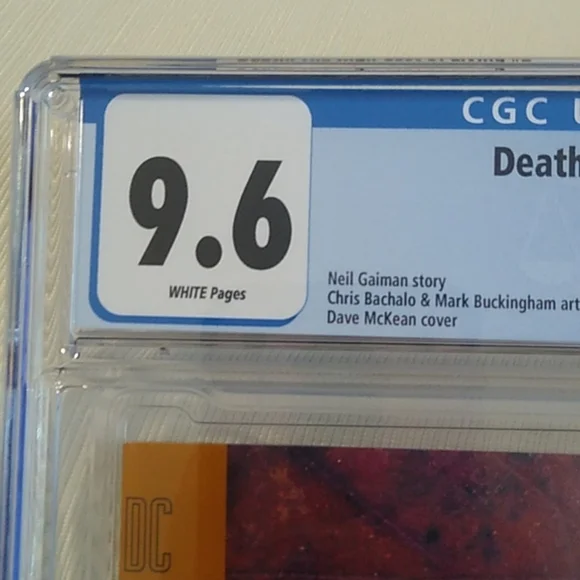 CGC
Death
9.6
WHITE Pages
Neil Gaiman story
Chris Bachalo & Mark Buckingham art
Dave McKean cover
DC